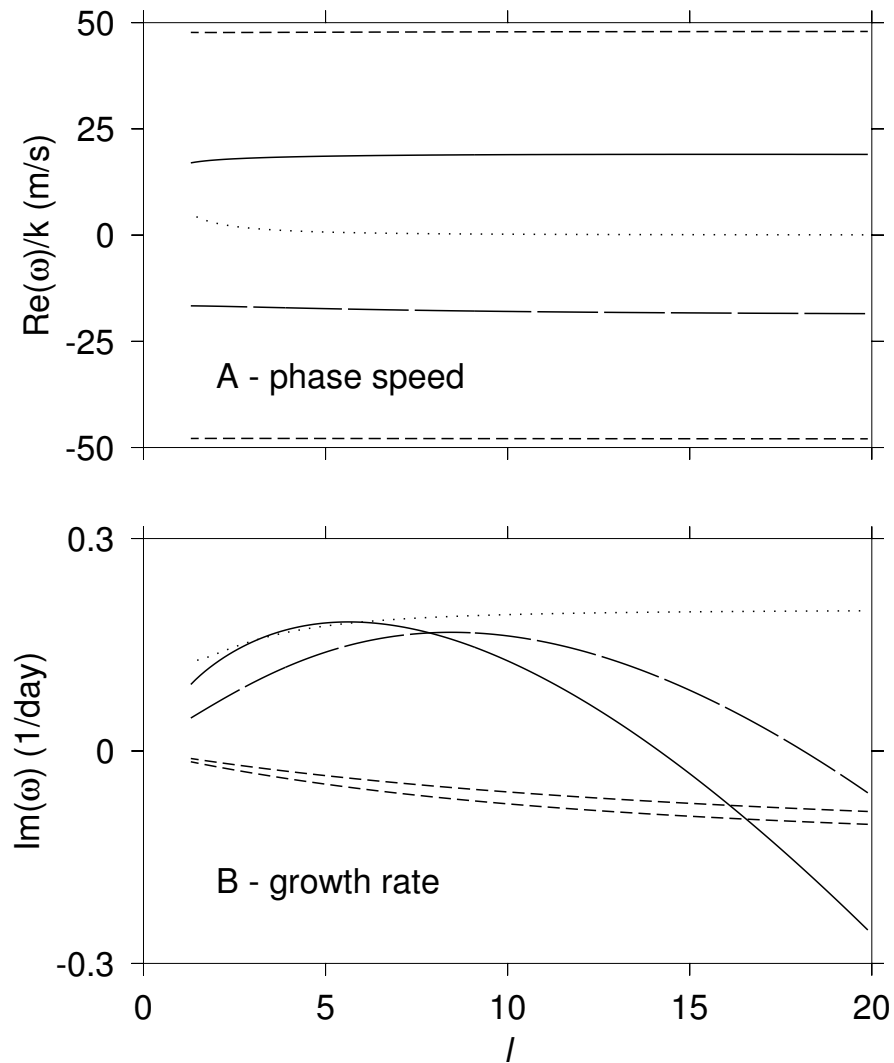 50
25
0
-25
-50
Re(ω)/k (m/s)
A - phase speed
0.3
0
-0.3
Im(ω) (1/day)
B - growth rate
0 5 10 15 20
l